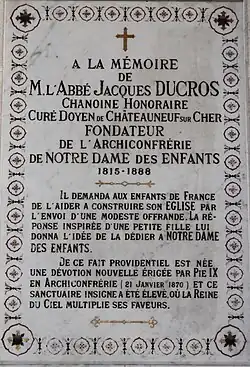 A LA MÉMOIRE
DE
M. L'ABBÉ JACQUES DUCROS
CHANOINE HONORAIRE
CURÉ DOYEN DE CHÂTEAUNEUF SUR CHER
FONDATEUR
DE L'ARCHICONFRÉRIE
DE NOTRE DAME DES ENFANTS
1815-1888
IL DEMANDA AUX ENFANTS DE FRANCE
DE L'AIDER A CONSTRUIRE SON EGLISE PAR
L'ENVOI D'UNE MODESTE OFFRANDE. LA RÉ-
PONSE INSPIRÉE D'UNE PETITE FILLE LUI
DONNA L'IDÉE DE LA DÉDIER A NOTRE DAME
DES ENFANTS.
DE CE FAIT PROVIDENTIEL EST NÉE
UNE DÉVOTION NOUVELLE ÉRIGÉE PAR PIE IX
EN ARCHICONFRÉRIE (21 JANVIER 1870) ET CE
SANCTUAIRE INSIGNE A ÉTÉ ÉLEVÉ, OÙ LA REINE
DU CIEL MULTIPLIE SES FAVEURS.